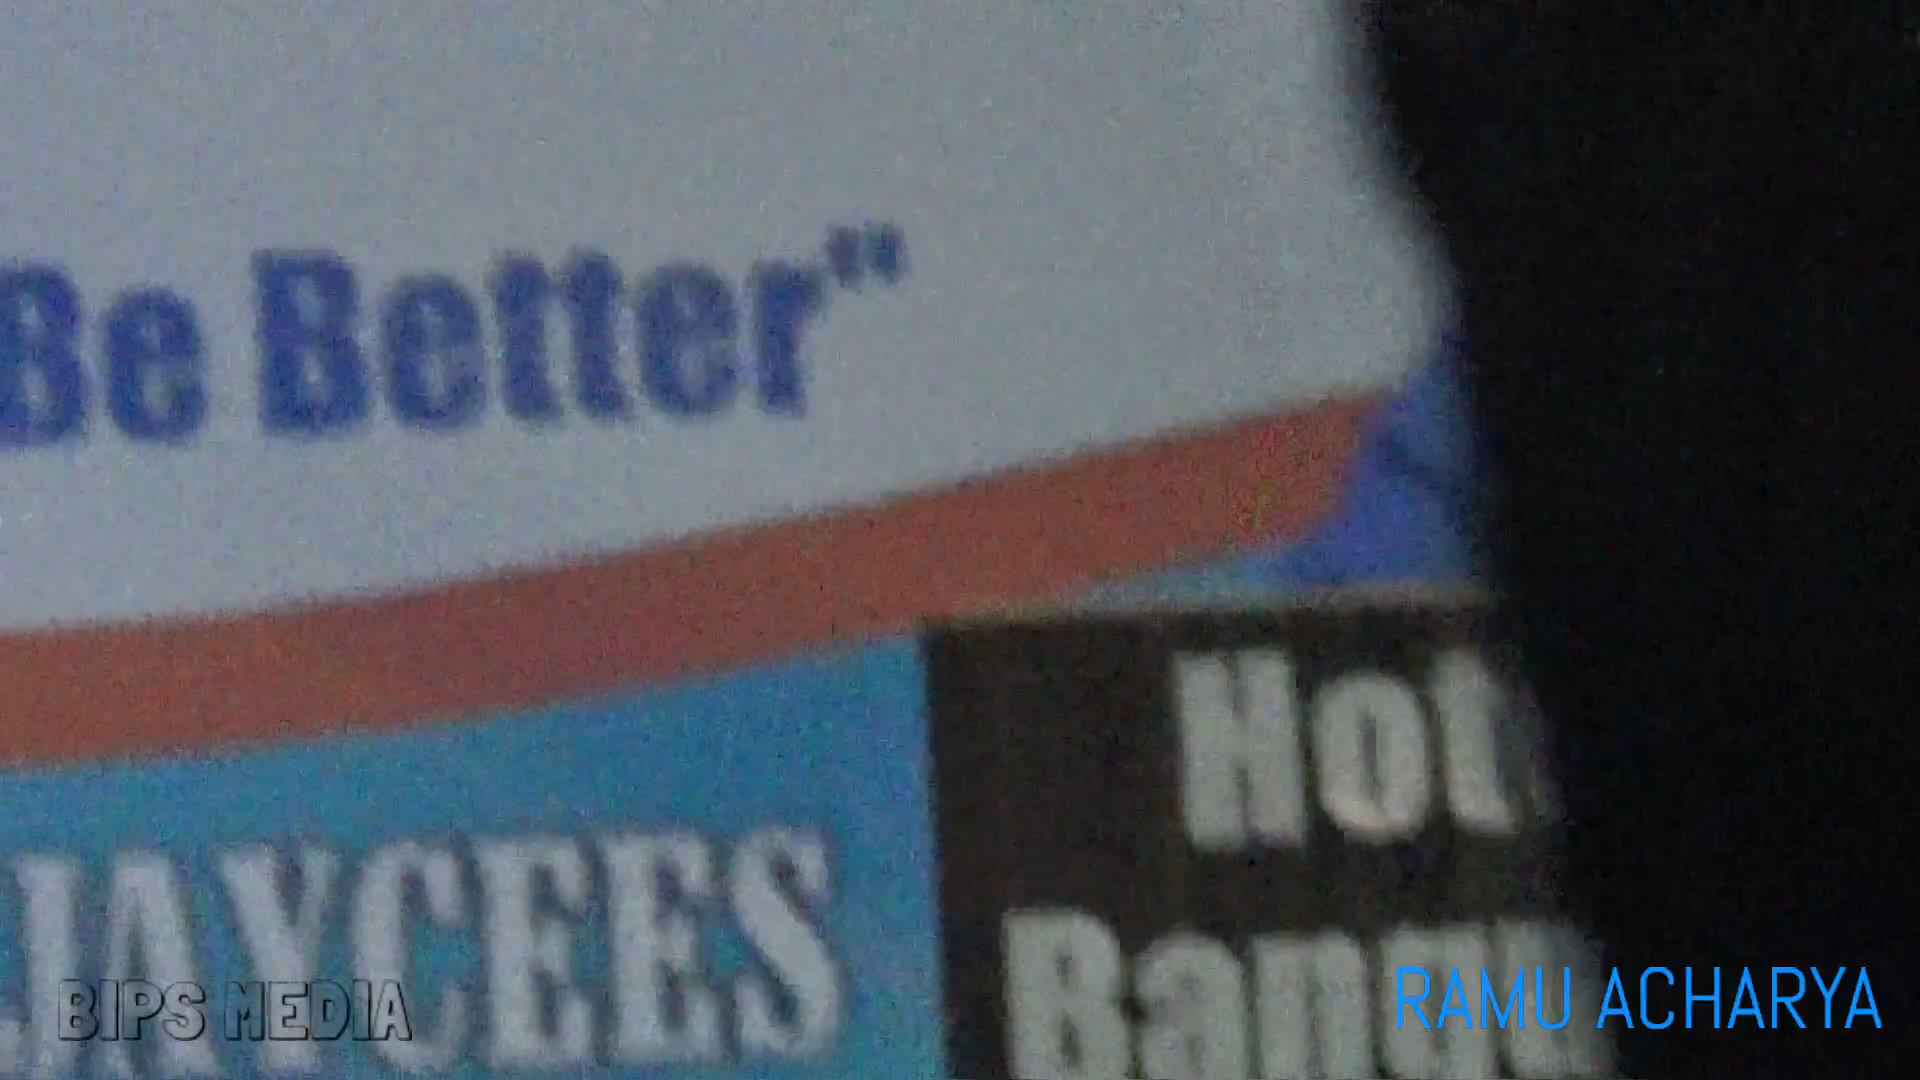 Be Better"
JAYCEES
Hot
BIPS MEDIA
RAMU ACHARYA